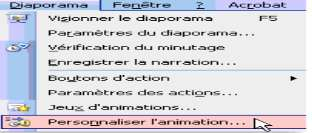 Diaporama Fenêtre ? Acrobat
Visionner le diaporama F5
Paramètres du diaporama...
Vérification du minutage
Enregistrer la narration...
Boutons d'action
Paramètres des actions...
Jeux d'animations...
Personnaliser l'animation...